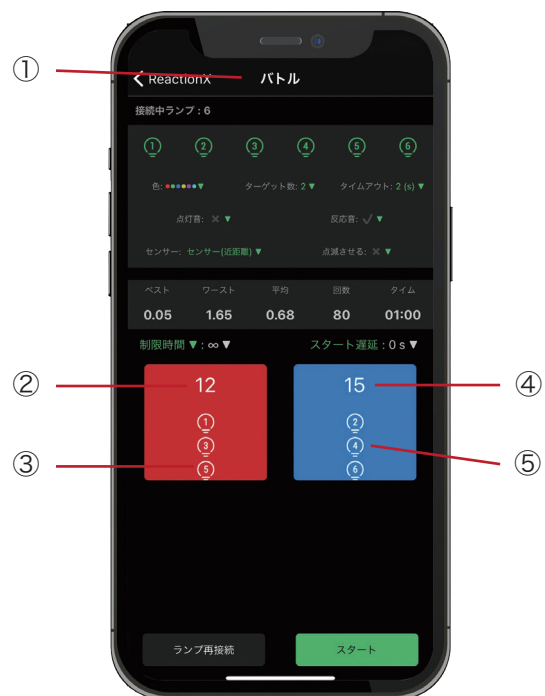 ①
ReactionX バトル
接続中ランプ : 6
1 2 3 4 5 6
色: ▼ ターゲット数: 2 ▼ タイムアウト: 2 (s) ▼
点灯音: × ▼ 反応音: ✓ ▼
センサー: センサー(近距離) ▼ 点滅させる: × ▼
ベスト ワースト 平均 回数 タイム
0.05 1.65 0.68 80 01:00
制限時間 ▼ : ∞ ▼ スタート遅延 : 0 s ▼
② 12 15 ④
1 2
3 4 ⑤
③ 5 6
ランプ再接続 スタート